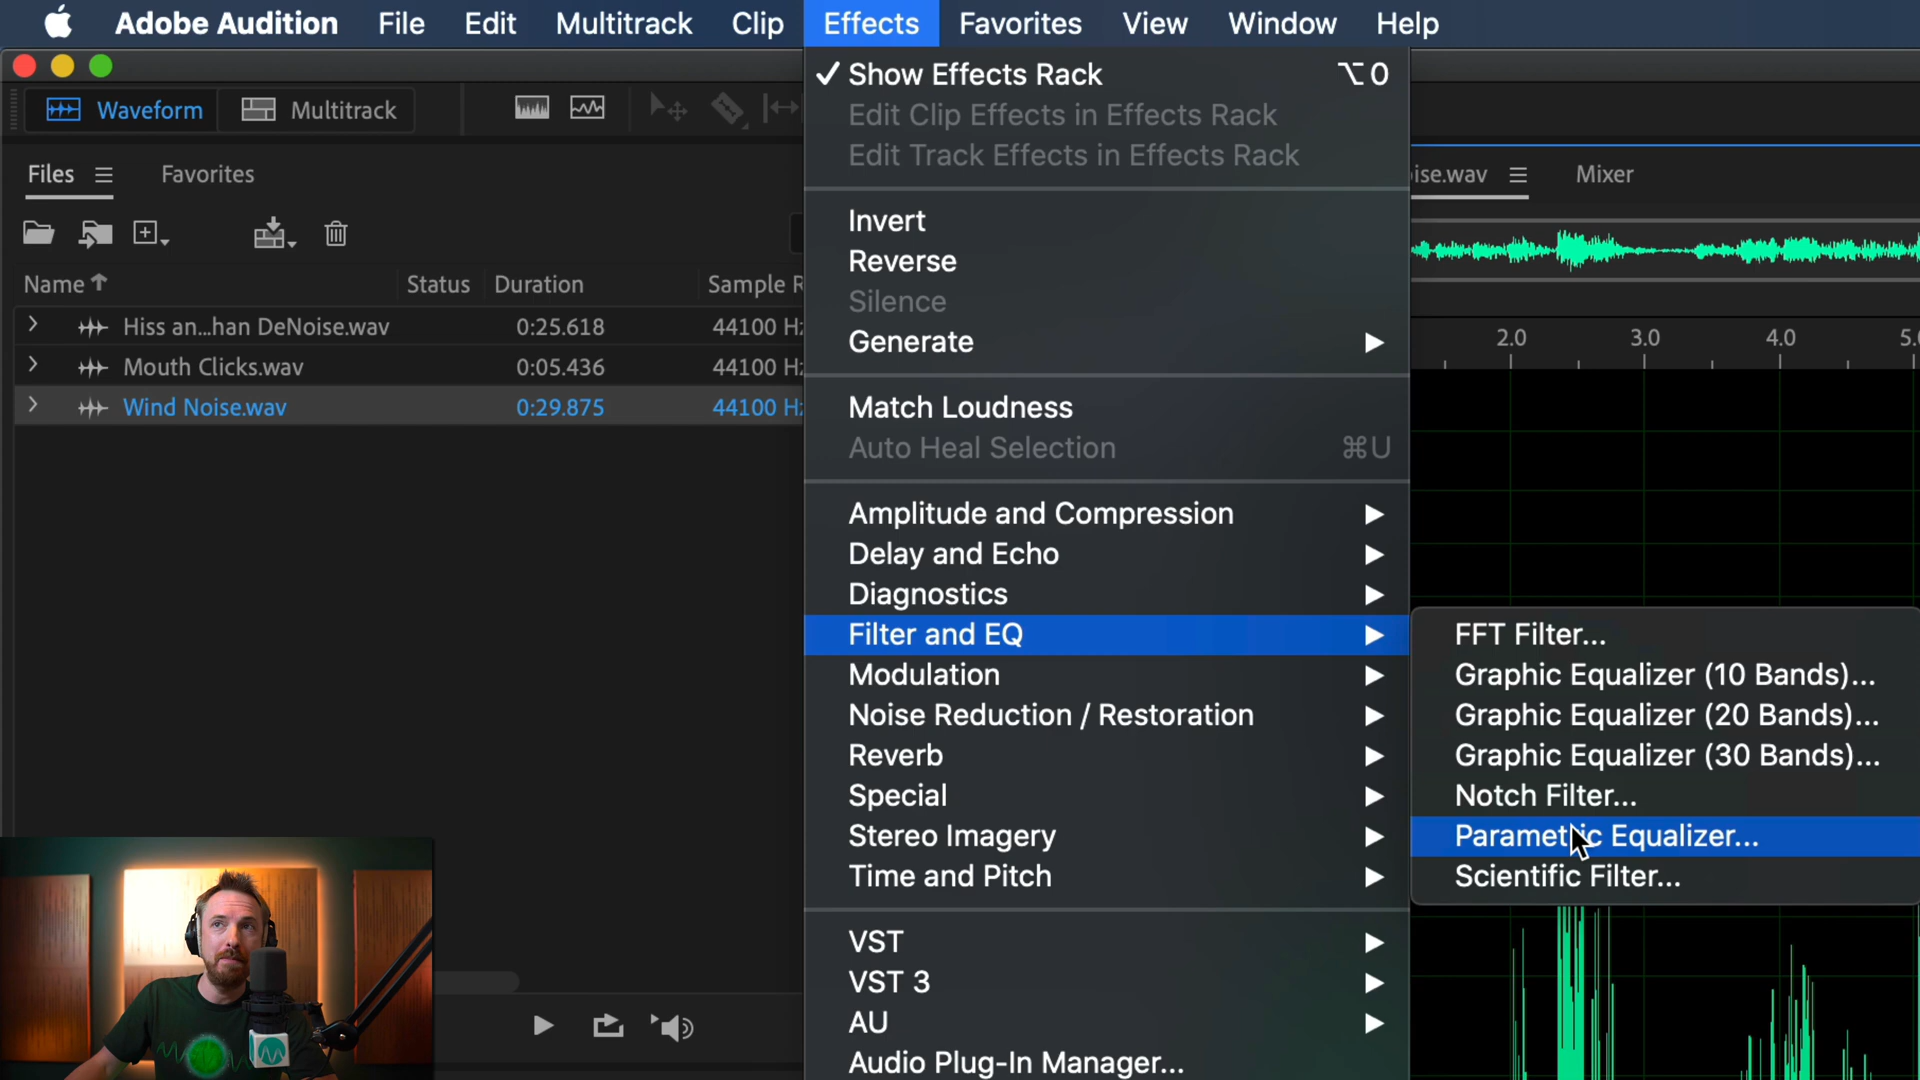 Adobe Audition File Edit Multitrack Clip Effects Favorites View Window Help
Waveform Multitrack
Files Favorites
Name Status Duration Sample R
Hiss an...han DeNoise.wav 0:25.618 44100 Hz
Mouth Clicks.wav 0:05.436 44100 Hz
Wind Noise.wav 0:29.875 44100 Hz
✓ Show Effects Rack ⌥0
Edit Clip Effects in Effects Rack
Edit Track Effects in Effects Rack
Invert
Reverse
Silence
Generate
Match Loudness
Auto Heal Selection ⌘U
Amplitude and Compression
Delay and Echo
Diagnostics
Filter and EQ
Modulation
Noise Reduction / Restoration
Reverb
Special
Stereo Imagery
Time and Pitch
VST
VST 3
AU
Audio Plug-In Manager...
FFT Filter...
Graphic Equalizer (10 Bands)...
Graphic Equalizer (20 Bands)...
Graphic Equalizer (30 Bands)...
Notch Filter...
Parametric Equalizer...
Scientific Filter...
ise.wav Mixer
2.0 3.0 4.0 5.